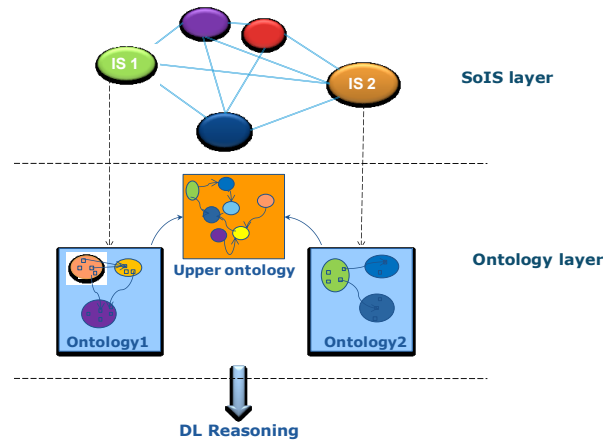 IS 1
IS 2
SoIS layer
Upper ontology
Ontology layer
Ontology1
Ontology2
DL Reasoning